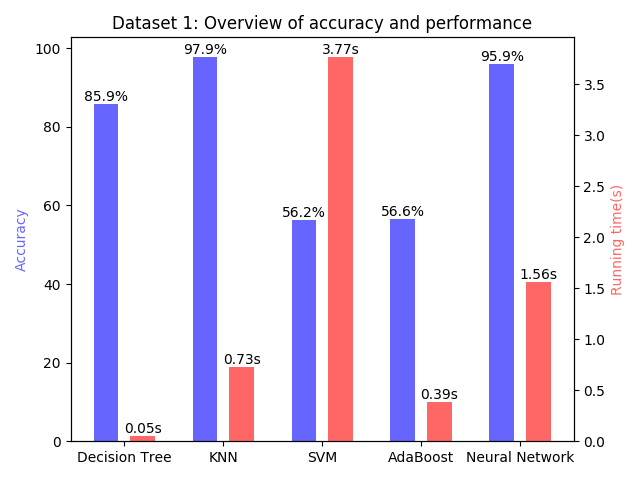 Dataset 1: Overview of accuracy and performance
100
80
60
40
20
0
Accuracy
85.9%
0.05s
97.9%
0.73s
56.2%
3.77s
56.6%
0.39s
95.9%
1.56s
3.5
3.0
2.5
2.0
1.5
1.0
0.5
0.0
Running time(s)
Decision Tree
KNN
SVM
AdaBoost
Neural Network